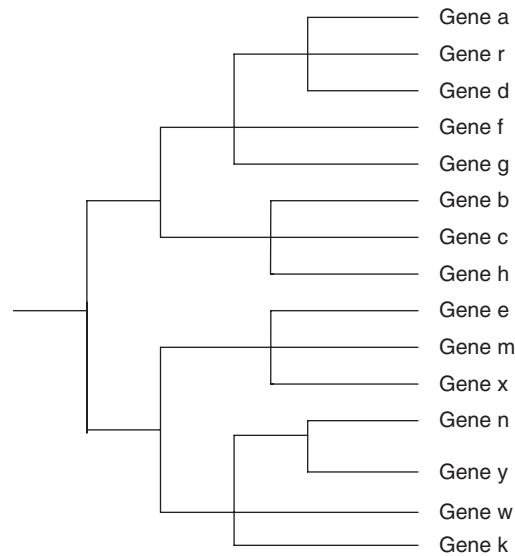 Gene a
Gene r
Gene d
Gene f
Gene g
Gene b
Gene c
Gene h
Gene e
Gene m
Gene x
Gene n
Gene y
Gene w
Gene k